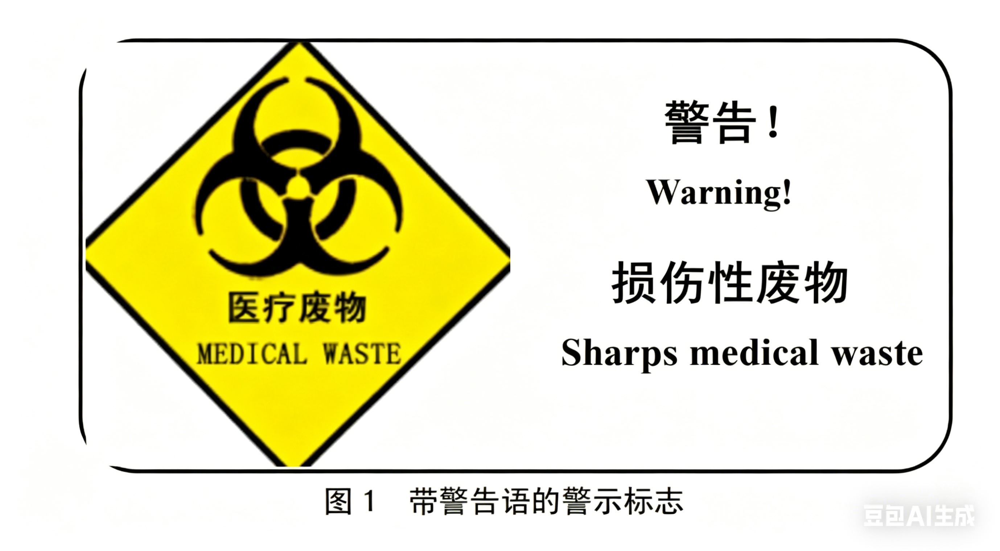 医疗废物
MEDICAL WASTE
警告！
Warning!
损伤性废物
Sharps medical waste
图 1 带警告语的警示标志
豆包AI生成